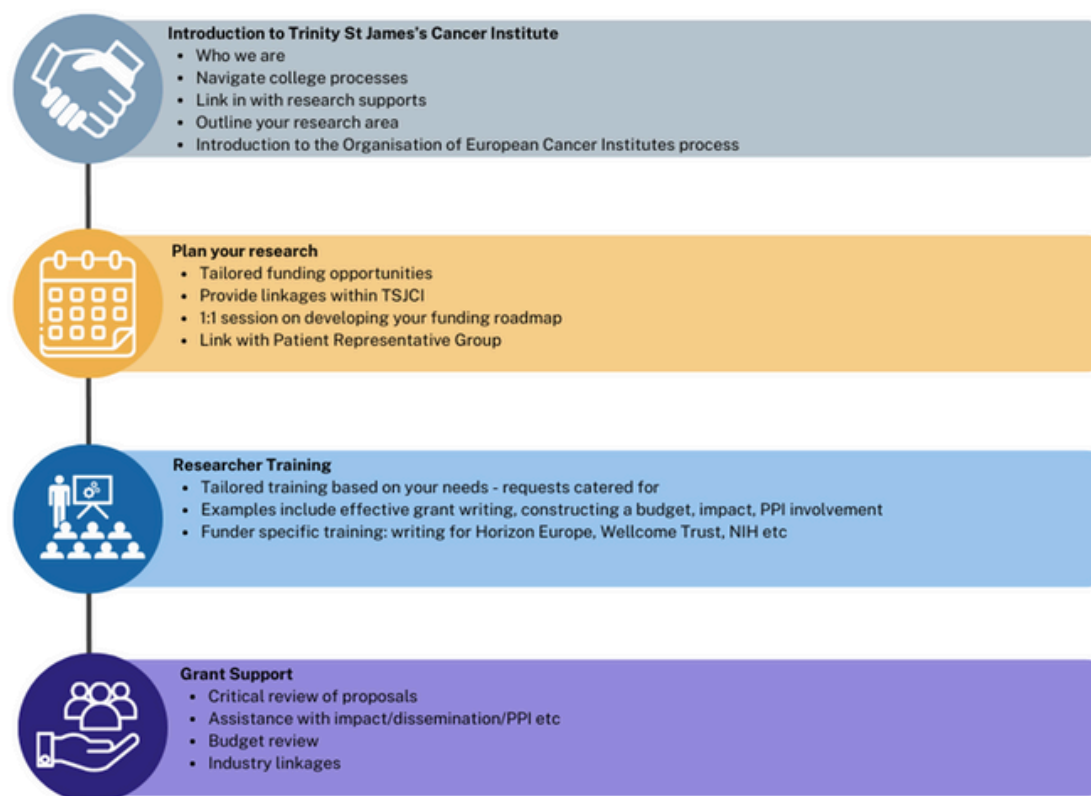 Introduction to Trinity St James's Cancer Institute
• Who we are
• Navigate college processes
• Link in with research supports
• Outline your research area
• Introduction to the Organisation of European Cancer Institutes process
Plan your research
• Tailored funding opportunities
• Provide linkages within TSJCI
• 1:1 session on developing your funding roadmap
• Link with Patient Representative Group
Researcher Training
• Tailored training based on your needs - requests catered for
• Examples include effective grant writing, constructing a budget, impact, PPI involvement
• Funder specific training: writing for Horizon Europe, Wellcome Trust, NIH etc
Grant Support
• Critical review of proposals
• Assistance with impact/dissemination/PPI etc
• Budget review
• Industry linkages